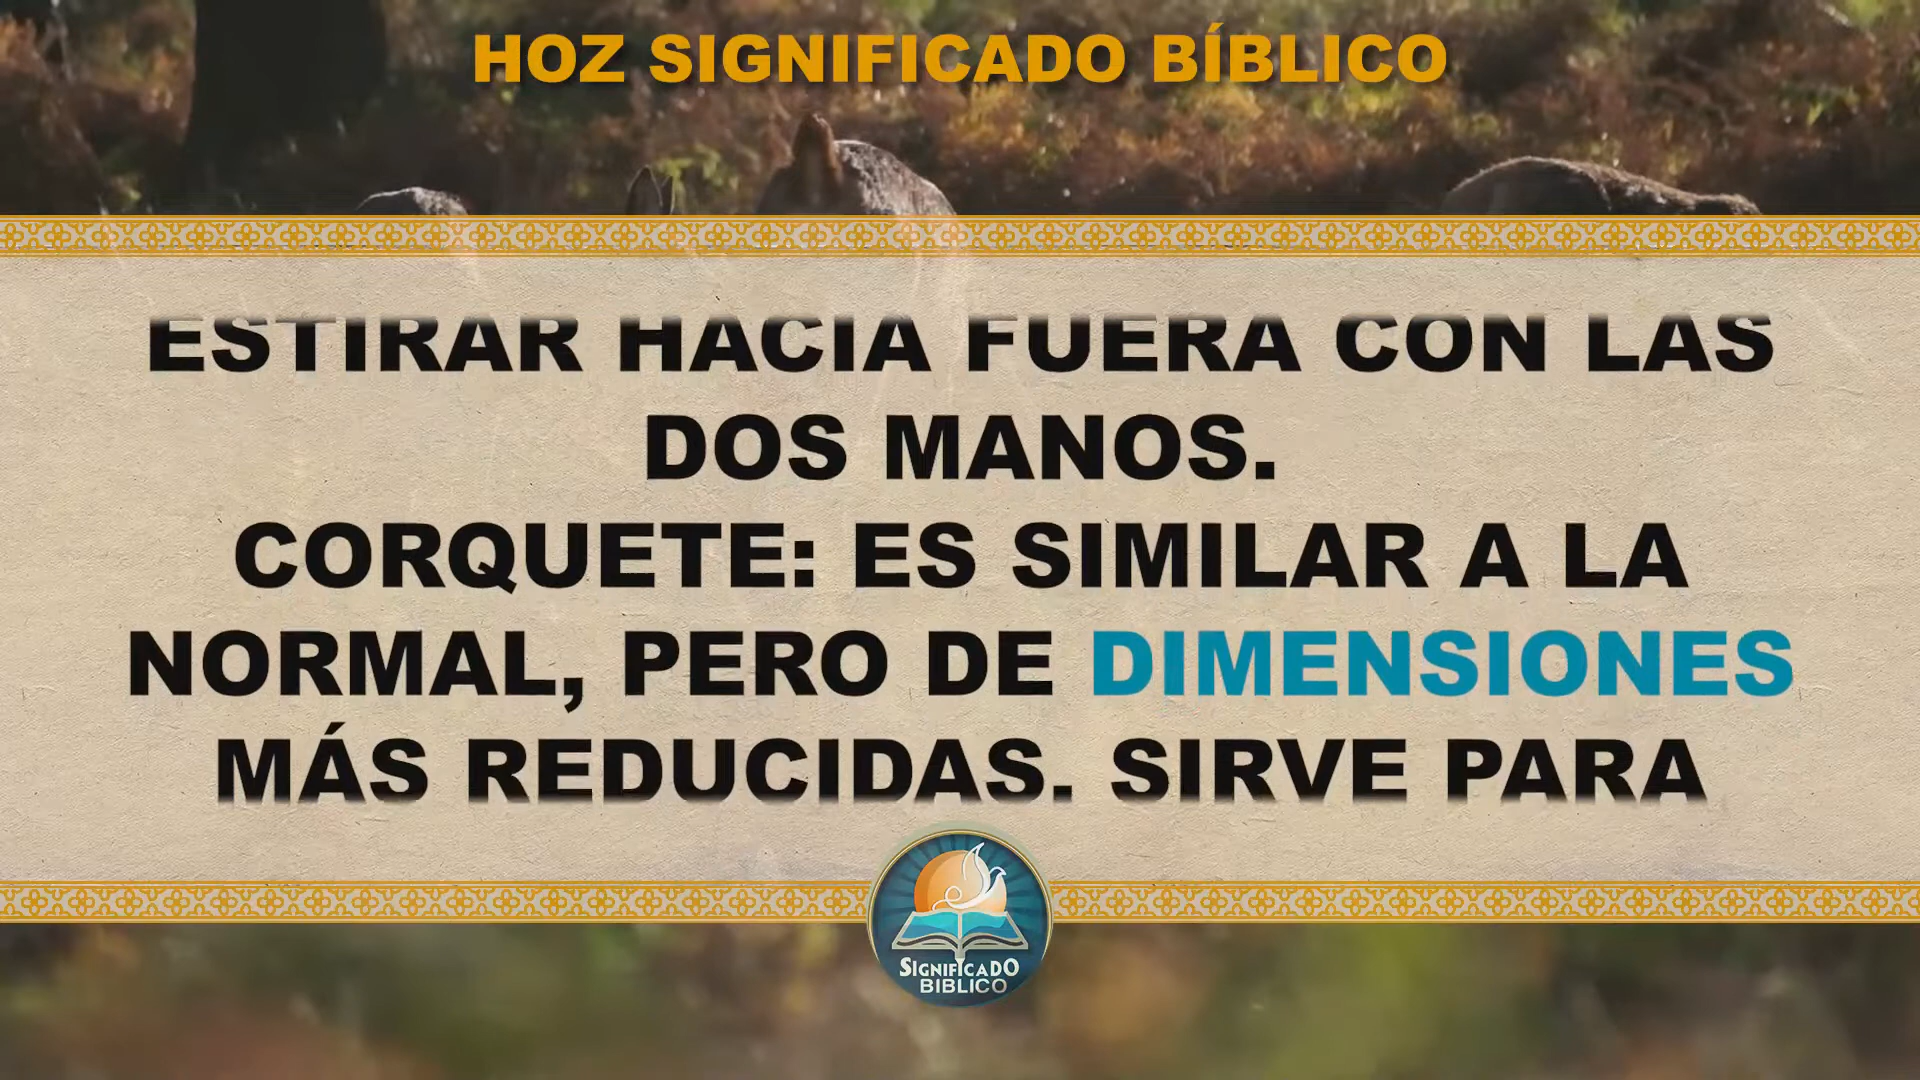 HOZ SIGNIFICADO BÍBLICO
ESTIRAR HACIA FUERA CON LAS
DOS MANOS.
CORQUETE: ES SIMILAR A LA
NORMAL, PERO DE DIMENSIONES
MÁS REDUCIDAS. SIRVE PARA
SIGNIFICADO
BIBLICO